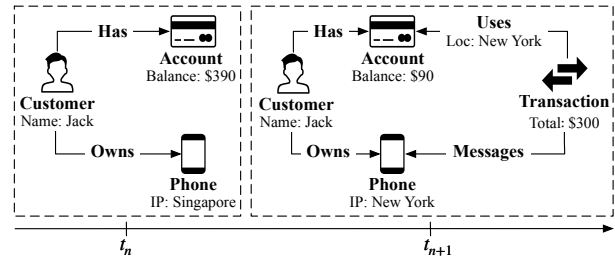 Has
Account
Balance: $390
Customer
Name: Jack
Owns
Phone
IP: Singapore
Has
Account
Balance: $90
Uses
Loc: New York
Customer
Name: Jack
Transaction
Total: $300
Owns
Messages
Phone
IP: New York
tn
tn+1